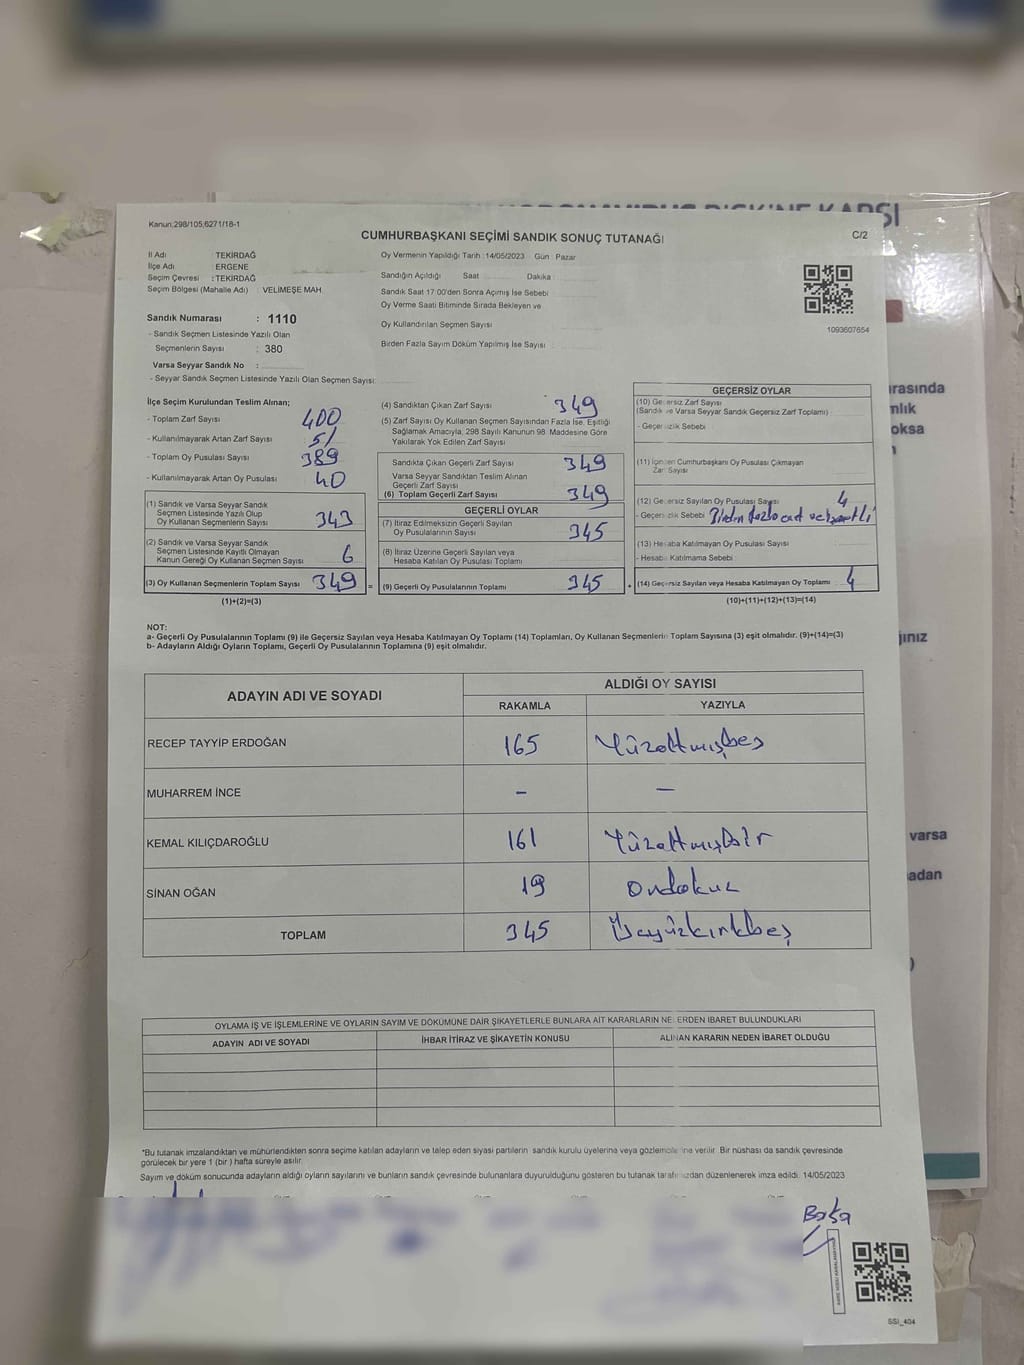 Kanun;298/105,6271/18-1
CUMHURBAŞKANI SEÇİMİ SANDIK SONUÇ TUTANAĞI
C/2
İl Adı : TEKİRDAĞ
İlçe Adı : ERGENE
Seçim Çevresi : TEKİRDAĞ
Seçim Bölgesi (Mahalle Adı) : VELİMEŞE MAH.
Sandık Numarası : 1110
- Sandık Seçmen Listesinde Yazılı Olan
Seçmenlerin Sayısı : 380
Varsa Seyyar Sandık No :
- Seyyar Sandık Seçmen Listesinde Yazılı Olan Seçmen Sayısı:
Oy Vermenin Yapıldığı Tarih : 14/05/2023 Gün : Pazar
Sandığın Açıldığı Saat Dakika :
Sandık Saat 17:00'den Sonra Açımış İse Sebebi
Oy Verme Saati Bitiminde Sırada Bekleyen ve
Oy Kullandırılan Seçmen Sayısı
Birden Fazla Sayım Döküm Yapılmış İse Sayısı :
1093607654
İlçe Seçim Kurulundan Teslim Alınan;
- Toplam Zarf Sayısı 400
- Kullanılmayarak Artan Zarf Sayısı 51
- Toplam Oy Pusulası Sayısı 389
- Kullanılmayarak Artan Oy Pusulası 40
(1) Sandık ve Varsa Seyyar Sandık
Seçmen Listesinde Yazılı Olup
Oy Kullanan Seçmenlerin Sayısı 343
(2) Sandık ve Varsa Seyyar Sandık
Seçmen Listesinde Kayıtlı Olmayan
Kanun Gereği Oy Kullanan Seçmen Sayısı 6
(3) Oy Kullanan Seçmenlerin Toplam Sayısı 349 =
(1)+(2)=(3)
(4) Sandıktan Çıkan Zarf Sayısı 349
(5) Zarf Sayısı Oy Kullanan Seçmen Sayısından Fazla İse, Eşitliği
Sağlamak Amacıyla, 298 Sayılı Kanunun 98. Maddesine Göre
Yakılarak Yok Edilen Zarf Sayısı
Sandıkta Çıkan Geçerli Zarf Sayısı 349
Varsa Seyyar Sandıktan Teslim Alınan
Geçerli Zarf Sayısı
(6) Toplam Geçerli Zarf Sayısı 349
GEÇERLİ OYLAR
(7) İtiraz Edilmeksizin Geçerli Sayılan
Oy Pusulalarının Sayısı 345
(8) İtiraz Üzerine Geçerli Sayılan veya
Hesaba Katılan Oy Pusulası Toplamı
(9) Geçerli Oy Pusulalarının Toplamı 345 +
GEÇERSİZ OYLAR
(10) Geçersiz Zarf Sayısı
(Sandık ve Varsa Seyyar Sandık Geçersiz Zarf Toplamı)
- Geçersizlik Sebebi :
(11) İçinden Cumhurbaşkanı Oy Pusulası Çıkmayan
Zarf Sayısı
(12) Geçersiz Sayılan Oy Pusulası Sayısı 4
- Geçersizlik Sebebi : Birden fazla
(13) Hesaba Katılmayan Oy Pusulası Sayısı
- Hesaba Katılmama Sebebi :
(14) Geçersiz Sayılan veya Hesaba Katılmayan Oy Toplamı 4
(10)+(11)+(12)+(13)=(14)
NOT:
a- Geçerli Oy Pusulalarının Toplamı (9) ile Geçersiz Sayılan veya Hesaba Katılmayan Oy Toplamı (14) Toplamları, Oy Kullanan Seçmenlerin Toplam Sayısına (3) eşit olmalıdır. (9)+(14)=(3)
b- Adayların Aldığı Oyların Toplamı, Geçerli Oy Pusulalarının Toplamına (9) eşit olmalıdır.
ADAYIN ADI VE SOYADI ALDIĞI OY SAYISI
RAKAMLA YAZIYLA
RECEP TAYYİP ERDOĞAN 165 Yüzaltmışbeş
MUHARREM İNCE - -
KEMAL KILIÇDAROĞLU 161 Yüzaltmışbir
SİNAN OĞAN 19 Ondokuz
TOPLAM 345 Üçyüzkırkbeş
OYLAMA İŞ VE İŞLEMLERİNE VE OYLARIN SAYIM VE DÖKÜMÜNE DAİR ŞİKAYETLERLE BUNLARA AİT KARARLARIN NELERDEN İBARET BULUNDUKLARI
ADAYIN ADI VE SOYADI İHBAR İTİRAZ VE ŞİKAYETİN KONUSU ALINAN KARARIN NEDEN İBARET OLDUĞU
*Bu tutanak imzalandıktan ve mühürlendikten sonra seçime katılan adayların ve talep eden siyasi partilerin sandık kurulu üyelerine veya gözlemcilerine verilir. Bir nüshası da sandık çevresinde
görülecek bir yere 1 (bir ) hafta süreyle asılır.
Sayım ve döküm sonucunda adayların aldığı oyların sayılarını ve bunların sandık çevresinde bulunanlara duyurulduğunu gösteren bu tutanak tarafımızdan düzenlenerek imza edildi. 14/05/2023
SSI_404
rasında
mlık
oksa
ğınız
varsa
adan